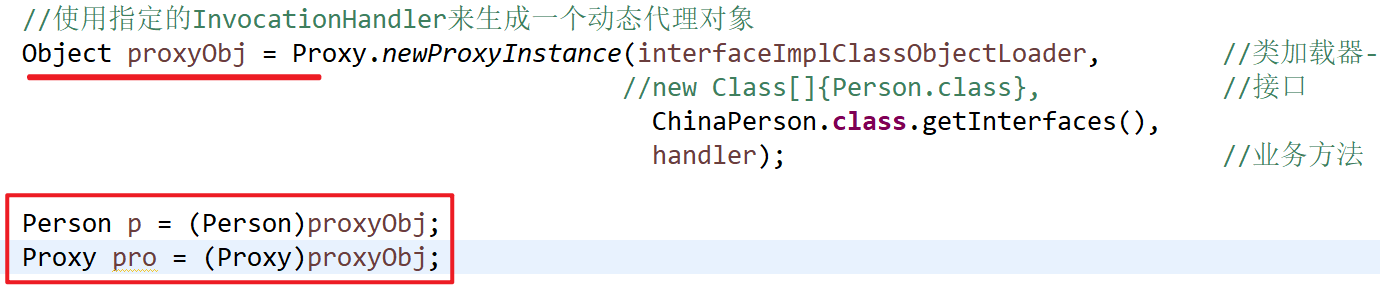 //使用指定的InvocationHandler来生成一个动态代理对象
Object proxyObj = Proxy.newProxyInstance(interfaceImplClassObjectLoader, //类加载器-
//new Class[]{Person.class}, //接口
ChinaPerson.class.getInterfaces(),
handler); //业务方法
Person p = (Person)proxyObj;
Proxy pro = (Proxy)proxyObj;